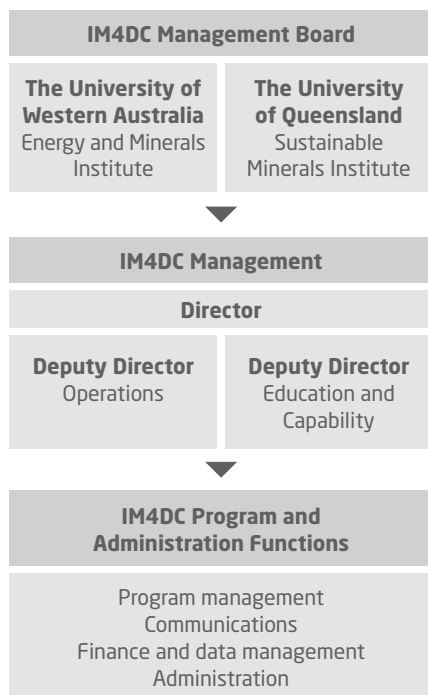 IM4DC Management Board
The University of
Western Australia
Energy and Minerals
Institute
The University
of Queensland
Sustainable
Minerals Institute
IM4DC Management
Director
Deputy Director
Operations
Deputy Director
Education and
Capability
IM4DC Program and
Administration Functions
Program management
Communications
Finance and data management
Administration